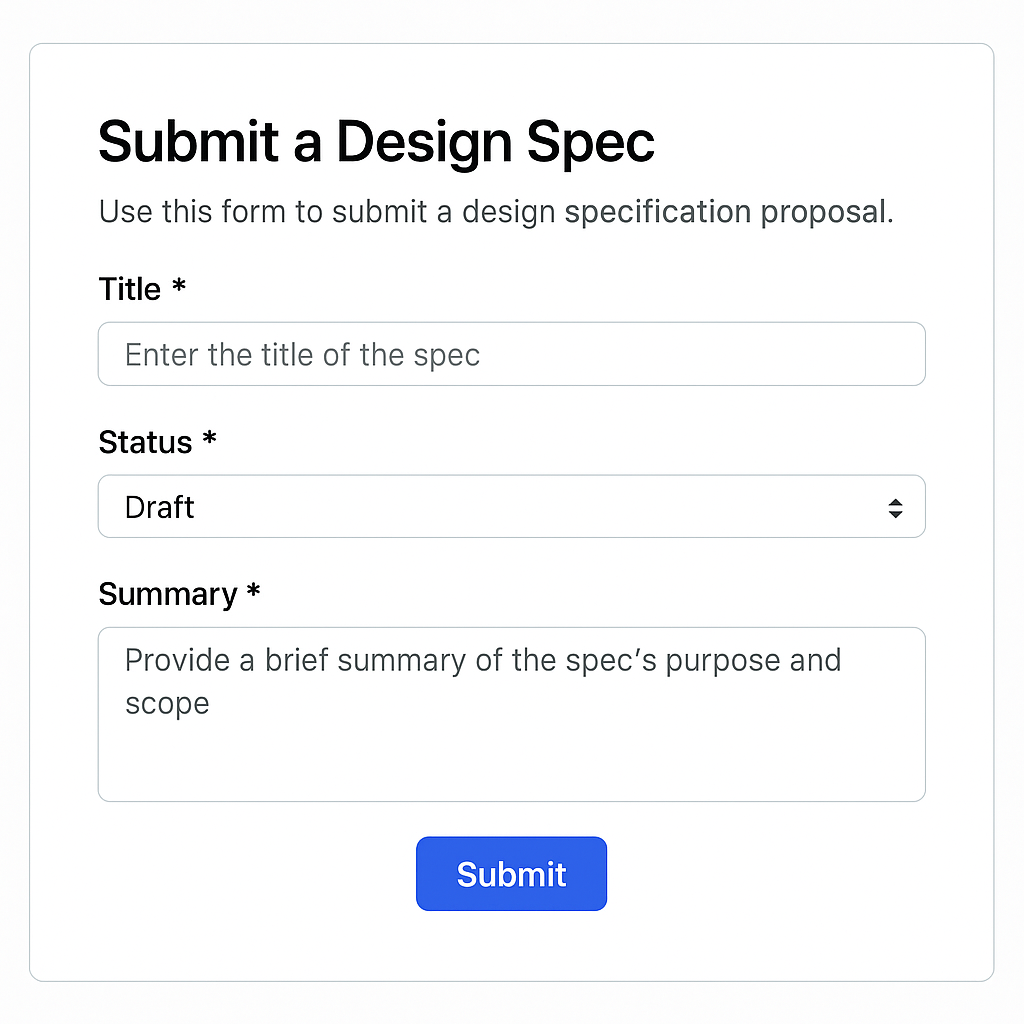 Submit a Design Spec
Use this form to submit a design specification proposal.
Title *
Enter the title of the spec
Status *
Draft
Summary *
Provide a brief summary of the spec’s purpose and
scope
Submit